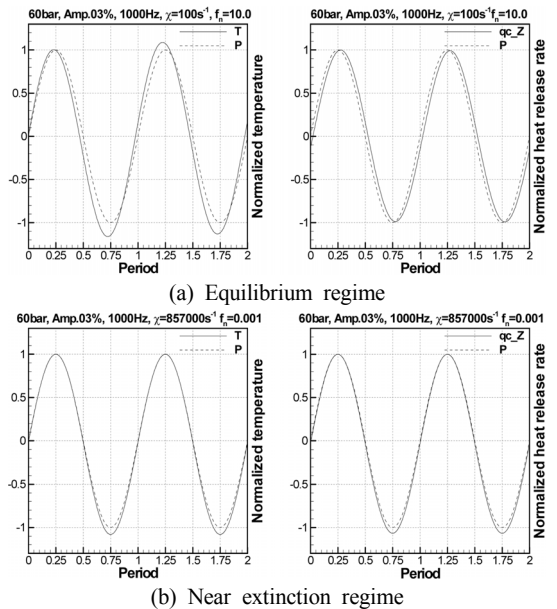 60bar, Amp.03%, 1000Hz, χ=100s⁻¹, fₙ=10.0
T
P
1
0.5
0
-0.5
-1
0 0.25 0.5 0.75 1 1.25 1.5 1.75 2
Period
Normalized temperature
60bar, Amp.03%, 1000Hz, χ=100s⁻¹fₙ=10.0
qc_Z
P
1
0.5
0
-0.5
-1
0 0.25 0.5 0.75 1 1.25 1.5 1.75 2
Period
Normalized heat release rate
(a) Equilibrium regime
60bar, Amp.03%, 1000Hz, χ=857000s⁻¹ fₙ=0.001
T
P
1
0.5
0
-0.5
-1
0 0.25 0.5 0.75 1 1.25 1.5 1.75 2
Period
Normalized temperature
60bar, Amp.03%, 1000Hz, χ=857000s⁻¹ fₙ=0.001
qc_Z
P
1
0.5
0
-0.5
-1
0 0.25 0.5 0.75 1 1.25 1.5 1.75 2
Period
Normalized heat release rate
(b) Near extinction regime